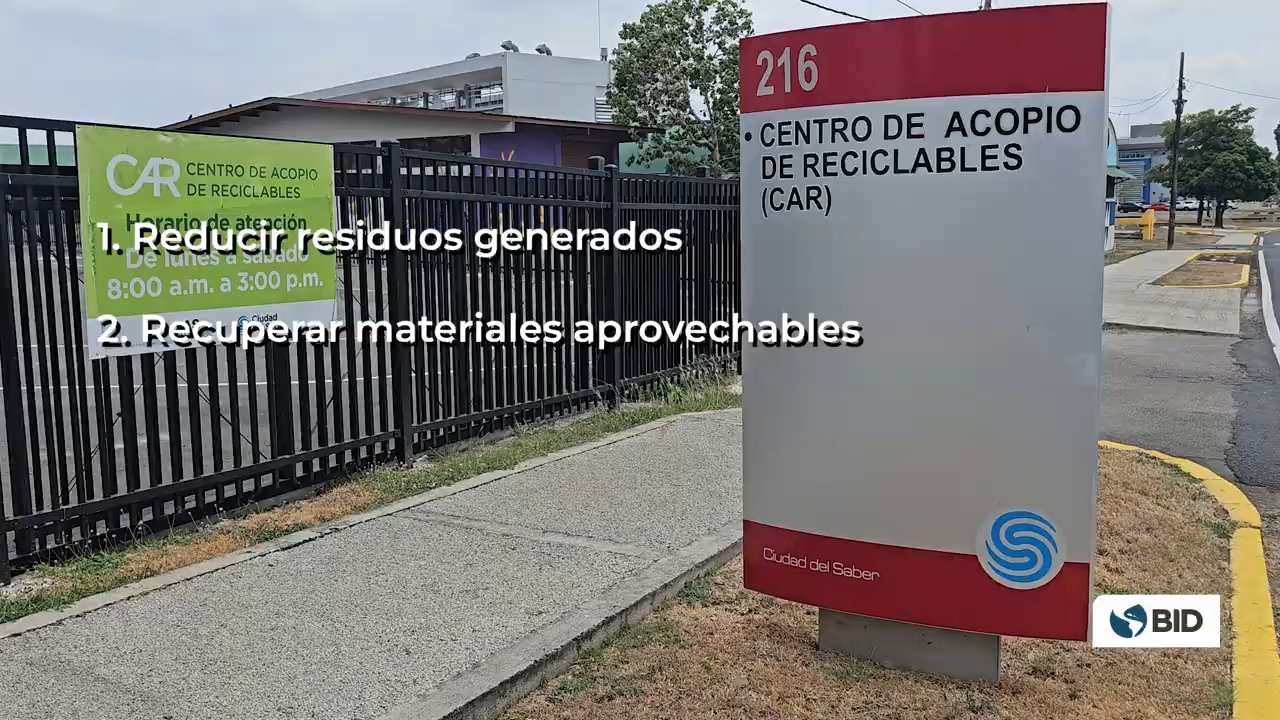 CAR CENTRO DE ACOPIO
DE RECICLABLES
Horario de atención
De lunes a sábado
8:00 a.m. a 3:00 p.m.
Ciudad
1. Reducir residuos generados
2. Recuperar materiales aprovechables
216
• CENTRO DE ACOPIO
DE RECICLABLES
(CAR)
Ciudad del Saber
BID